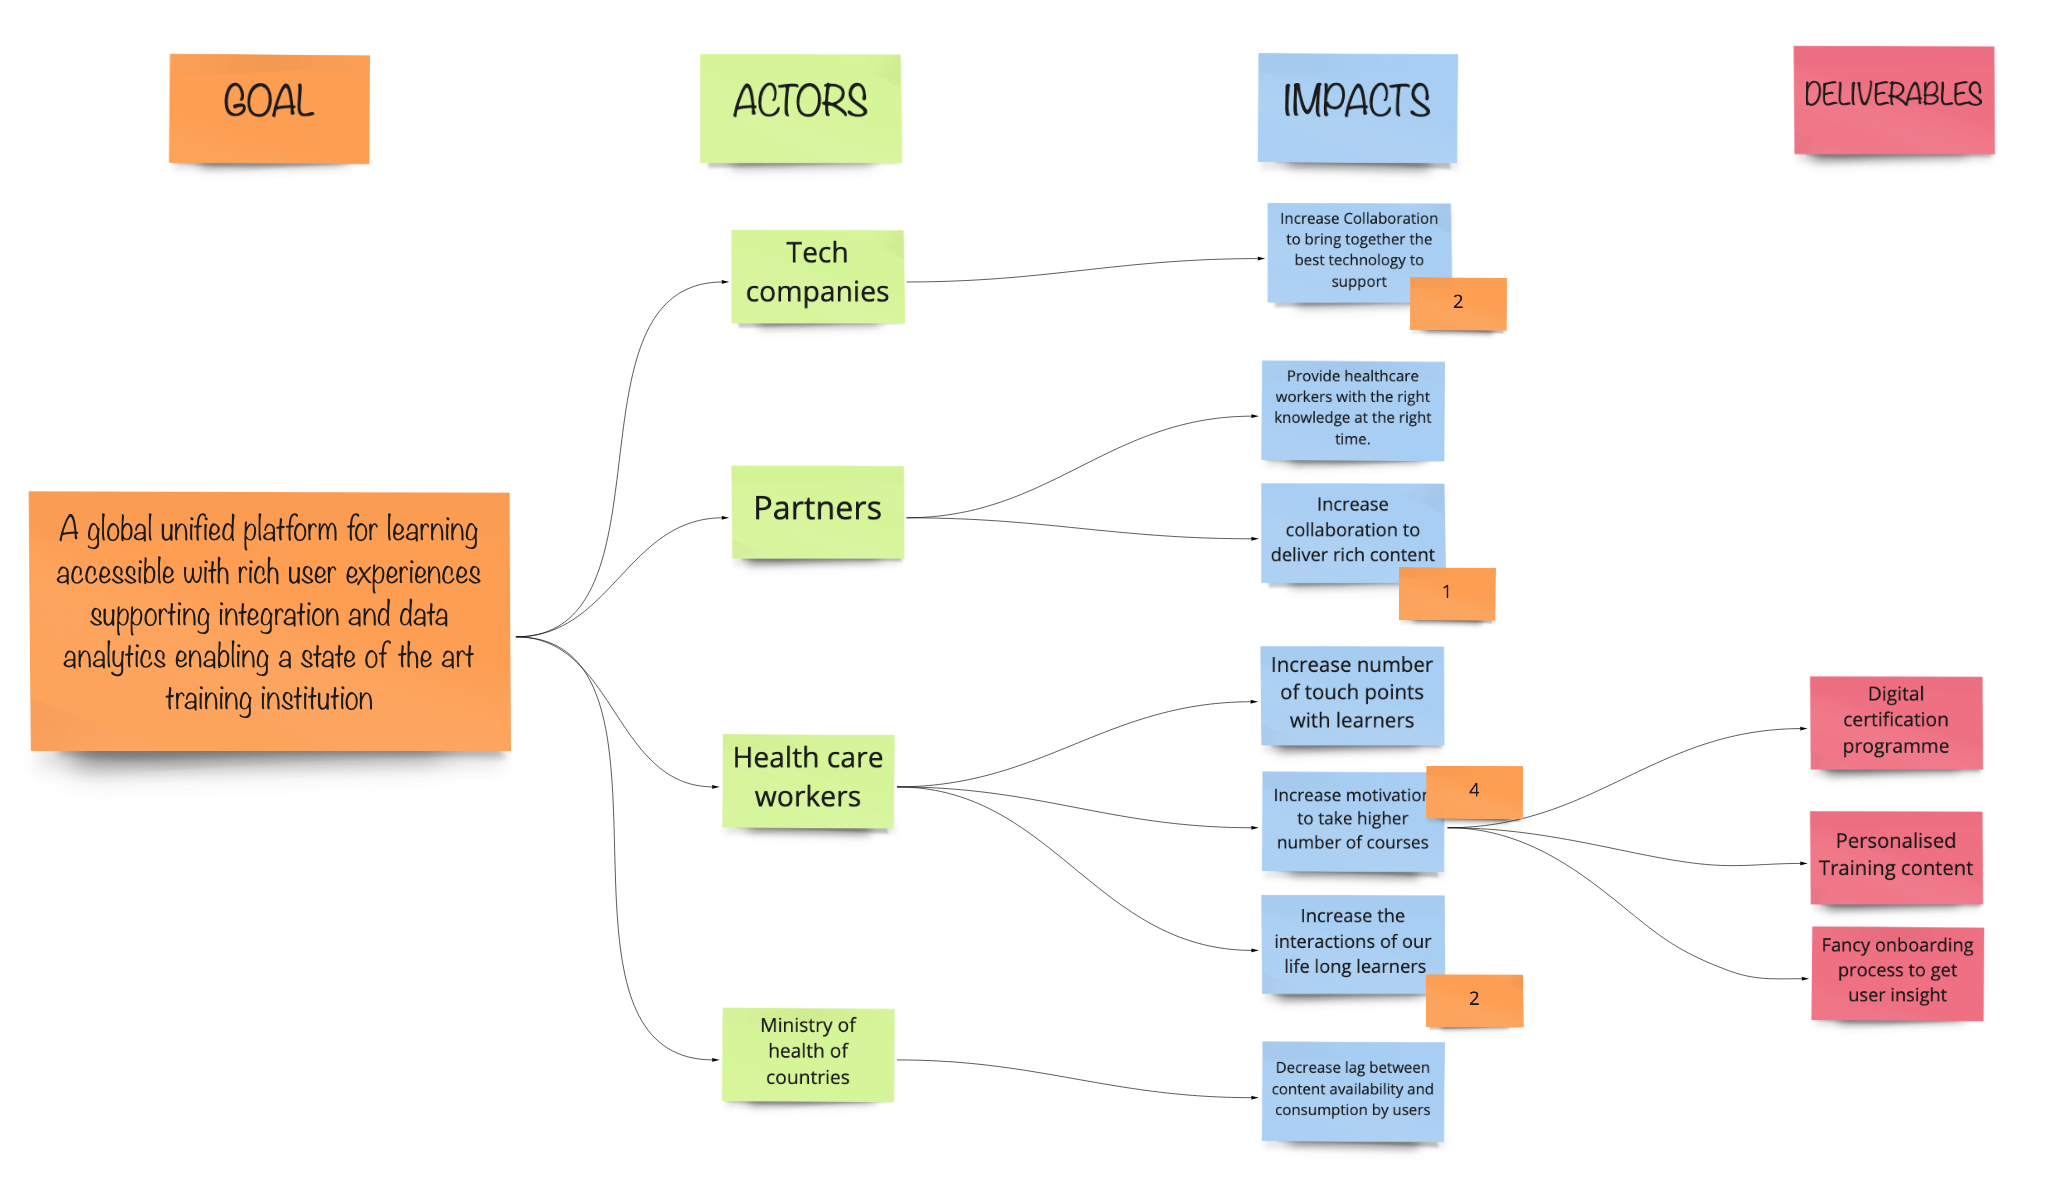 GOAL
ACTORS
IMPACTS
DELIVERABLES
A global unified platform for learning
accessible with rich user experiences
supporting integration and data
analytics enabling a state of the art
training institution
Tech
companies
Partners
Health care
workers
Ministry of
health of
countries
Increase Collaboration
to bring together the
best technology to
support
2
Provide healthcare
workers with the right
knowledge at the right
time.
Increase
collaboration to
deliver rich content
1
Increase number
of touch points
with learners
Increase motivation
to take higher
number of courses
4
Increase the
interactions of our
life long learners
2
Decrease lag between
content availability and
consumption by users
Digital
certification
programme
Personalised
Training content
Fancy onboarding
process to get
user insight